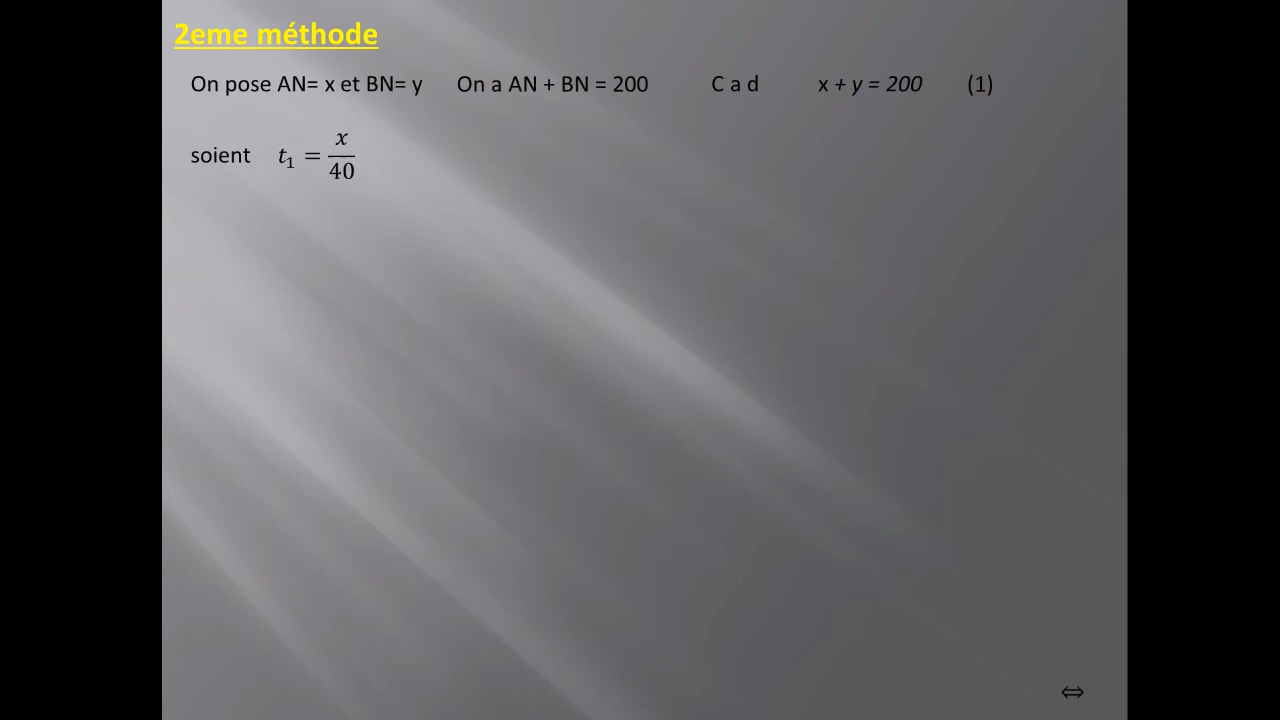 2eme méthode
On pose AN= x et BN= y On a AN + BN = 200 C a d x + y = 200 (1)
soient t₁ = x/40
⇔